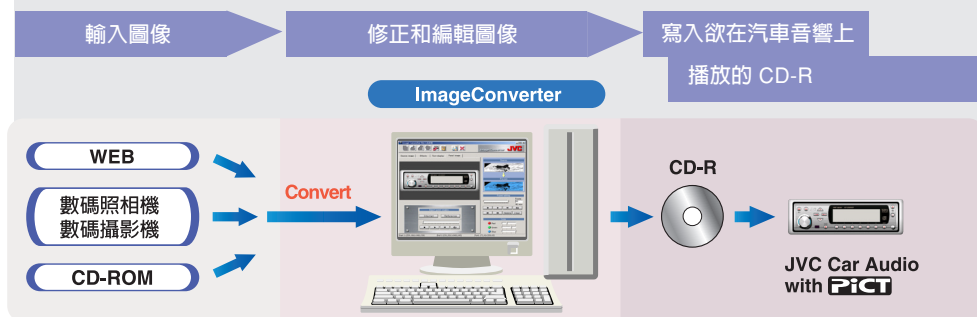 輸入圖像
修正和編輯圖像
寫入欲在汽車音響上
播放的 CD-R
ImageConverter
WEB
數碼照相機
數碼攝影機
CD-ROM
Convert
JVC
CD-R
JVC Car Audio
with PiCT